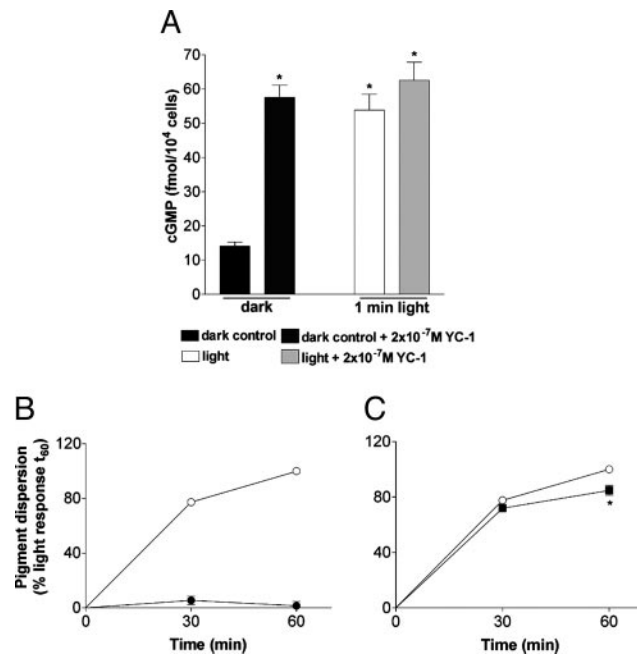 A
cGMP (fmol/10⁴ cells)
70
60
50
40
30
20
10
0
* * *
dark 1 min light
dark control dark control + 2x10⁻⁷M YC-1
light light + 2x10⁻⁷M YC-1
B C
Pigment dispersion
(% light response t₆₀)
120
80
40
0
0 30 60
Time (min)
120
80
40
0
*
0 30 60
Time (min)